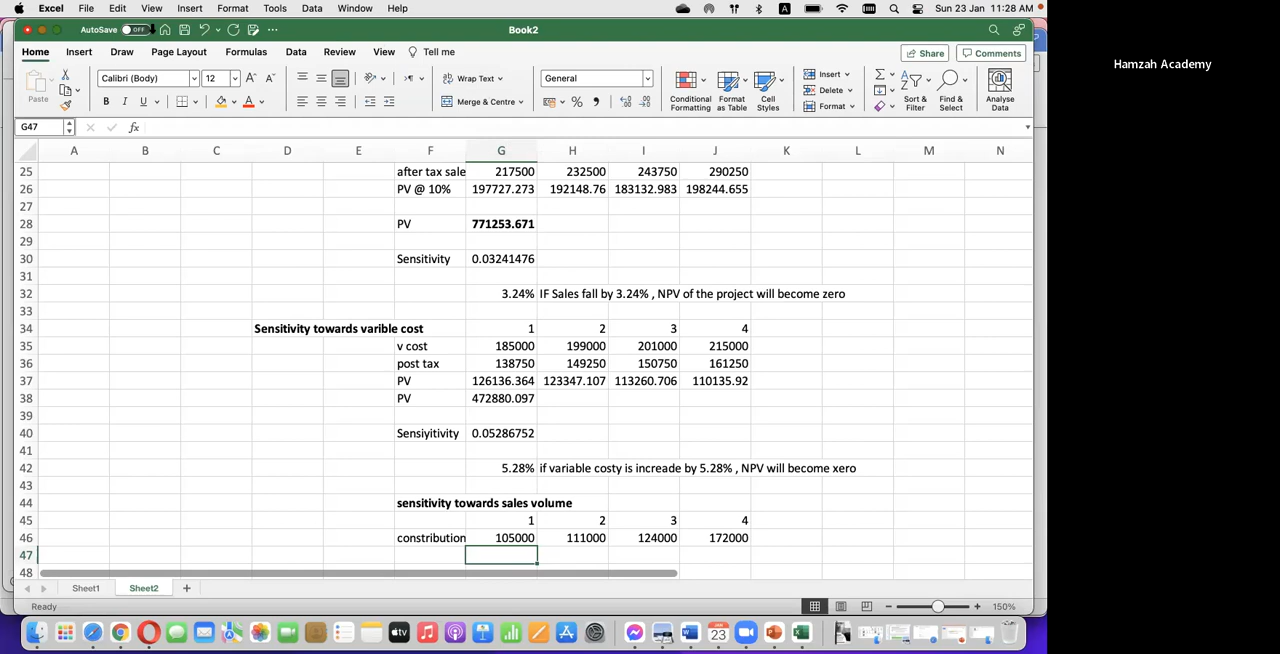 Excel File Edit View Insert Format Tools Data Window Help Sun 23 Jan 11:28 AM
AutoSave OFF Book2
Home Insert Draw Page Layout Formulas Data Review View Tell me Share Comments
Hamzah Academy
Paste Calibri (Body) 12 Wrap Text General Conditional Formatting Format as Table Cell Styles Insert Delete Format Sort & Filter Find & Select Analyse Data
B I U A Merge & Centre
G47 fx
A B C D E F G H I J K L M N
25 after tax sale 217500 232500 243750 290250
26 PV @ 10% 197727.273 192148.76 183132.983 198244.655
27
28 PV 771253.671
29
30 Sensitivity 0.03241476
31
32 3.24% IF Sales fall by 3.24% , NPV of the project will become zero
33
34 Sensitivity towards varible cost 1 2 3 4
35 v cost 185000 199000 201000 215000
36 post tax 138750 149250 150750 161250
37 PV 126136.364 123347.107 113260.706 110135.92
38 PV 472880.097
39
40 Sensiyitivity 0.05286752
41
42 5.28% if variable costy is increade by 5.28% , NPV will become xero
43
44 sensitivity towards sales volume
45 1 2 3 4
46 constribution 105000 111000 124000 172000
47
48
Sheet1 Sheet2 +
Ready 150%
tv 23